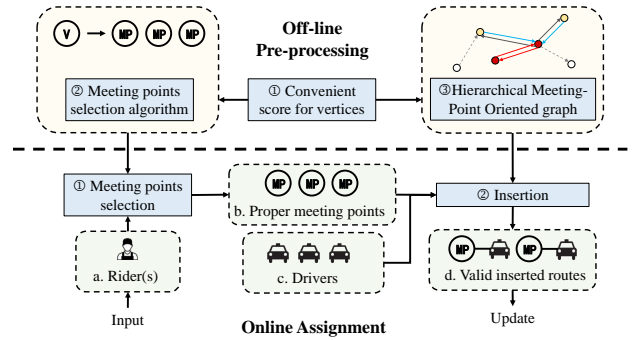 Off-line
Pre-processing
V MP MP MP
② Meeting points
selection algorithm
① Convenient
score for vertices
③Hierarchical Meeting-
Point Oriented graph
① Meeting points
selection
MP MP MP
b. Proper meeting points
② Insertion
a. Rider(s)
c. Drivers
MP MP
d. Valid inserted routes
Input
Online Assignment
Update